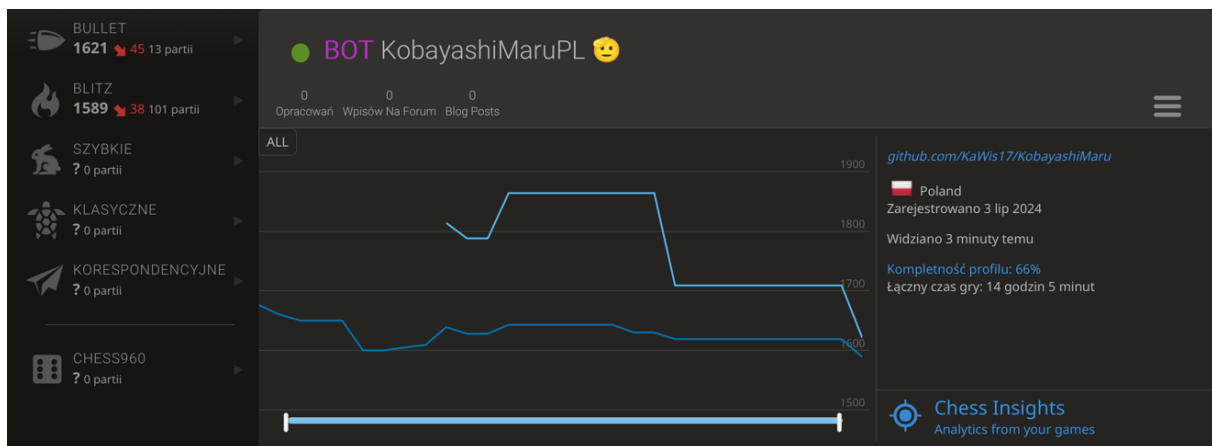 BULLET
1621 45 13 partii
BLITZ
1589 38 101 partii
SZYBKIE
? 0 partii
KLASYCZNE
? 0 partii
KORESPONDENCYJNE
? 0 partii
CHESS960
? 0 partii
BOT KobayashiMaruPL
0 0 0
Opracowań Wpisów Na Forum Blog Posts
ALL
1900
1800
1700
1600
1500
github.com/KaWis17/KobayashiMaru
Poland
Zarejestrowano 3 lip 2024
Widziano 3 minuty temu
Kompletność profilu: 66%
Łączny czas gry: 14 godzin 5 minut
Chess Insights
Analytics from your games